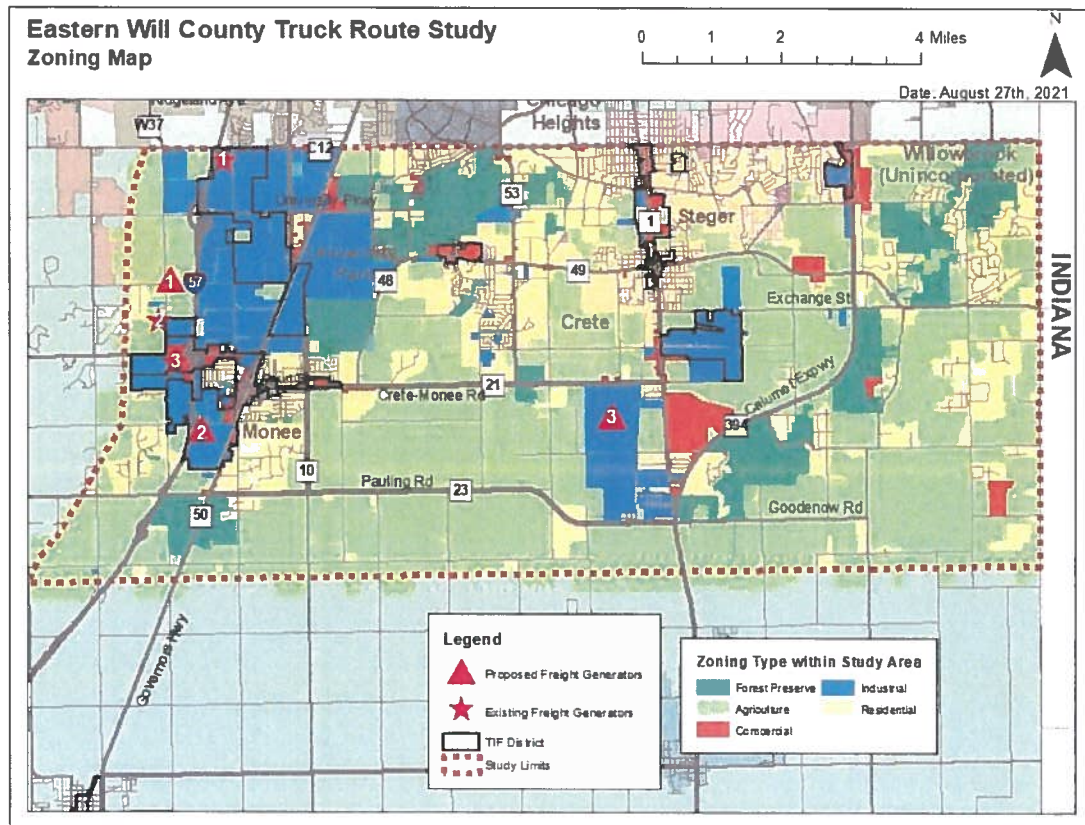 Eastern Will County Truck Route Study
Zoning Map
0 1 2 4 Miles
N
Date. August 27th, 2021
Chicago
Heights
W37
C12
1
Willowbrook
(Unincorporated)
University Pkwy
53
1
Steger
1
57
48
49
Exchange St
INDIANA
2
Crete
3
21
Crete-Monee Rd
Calumet Expwy
3
394
2
Monee
10
Pauling Rd
23
50
Goodenow Rd
Governors Hwy
Legend
Proposed Freight Generators
Existing Freight Generators
TIF District
Study Limits
Zoning Type within Study Area
Forest Preserve
Industrial
Agriculture
Residential
Comercial